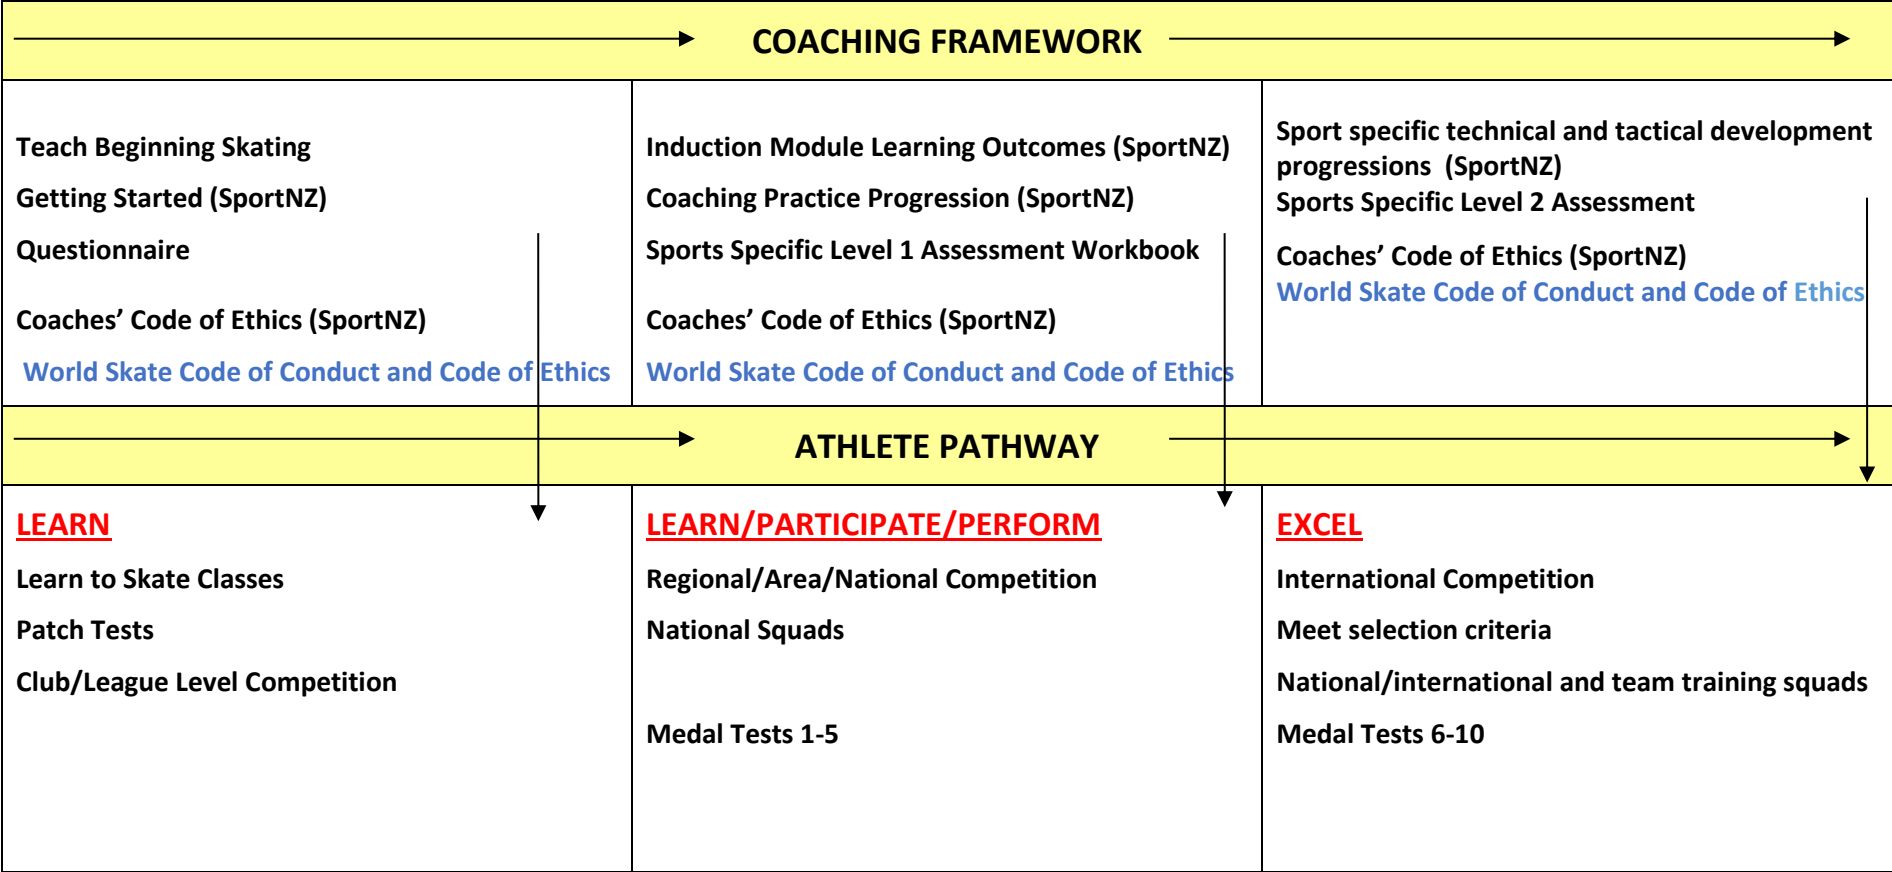 COACHING FRAMEWORK
Teach Beginning Skating
Getting Started (SportNZ)
Questionnaire
Coaches’ Code of Ethics (SportNZ)
World Skate Code of Conduct and Code of Ethics
Induction Module Learning Outcomes (SportNZ)
Coaching Practice Progression (SportNZ)
Sports Specific Level 1 Assessment Workbook
Coaches’ Code of Ethics (SportNZ)
World Skate Code of Conduct and Code of Ethics
Sport specific technical and tactical development
progressions (SportNZ)
Sports Specific Level 2 Assessment
Coaches’ Code of Ethics (SportNZ)
World Skate Code of Conduct and Code of Ethics
ATHLETE PATHWAY
LEARN
Learn to Skate Classes
Patch Tests
Club/League Level Competition
LEARN/PARTICIPATE/PERFORM
Regional/Area/National Competition
National Squads
Medal Tests 1-5
EXCEL
International Competition
Meet selection criteria
National/international and team training squads
Medal Tests 6-10